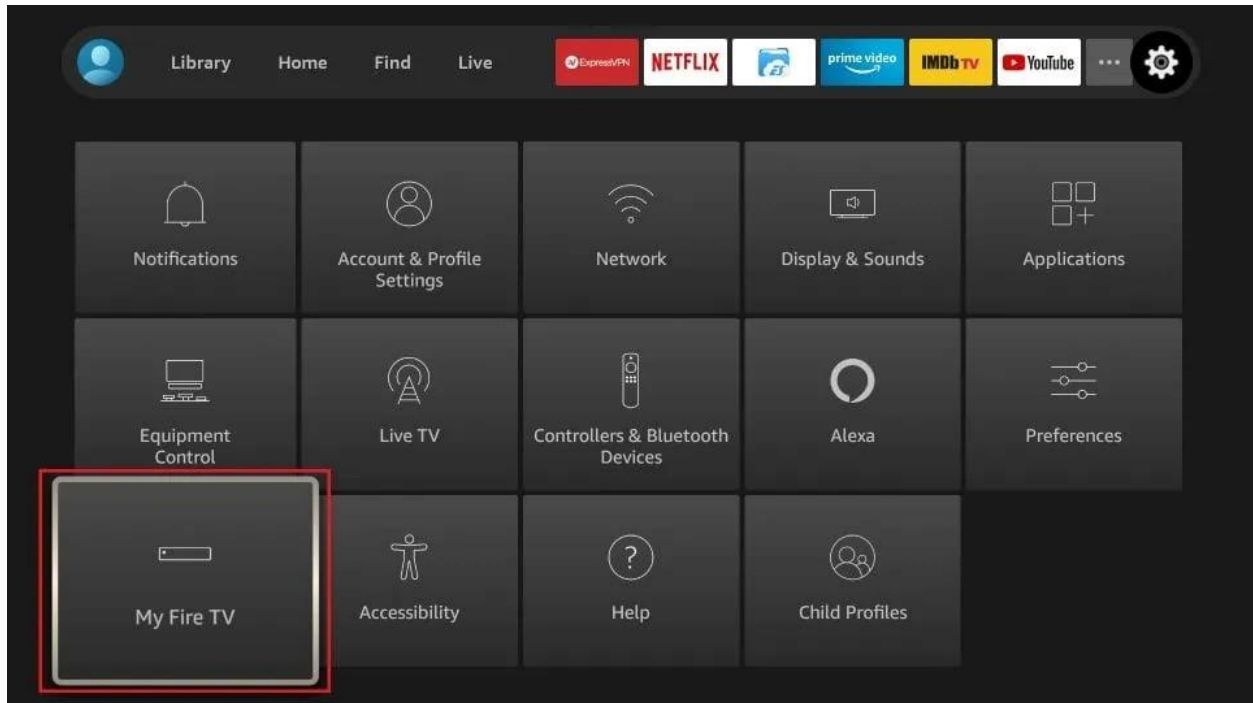 Library Home Find Live ExpressVPN NETFLIX ES prime video IMDb TV YouTube ...
Notifications
Account & Profile
Settings
Network
Display & Sounds
Applications
Equipment
Control
Live TV
Controllers & Bluetooth
Devices
Alexa
Preferences
My Fire TV
Accessibility
?
Help
Child Profiles